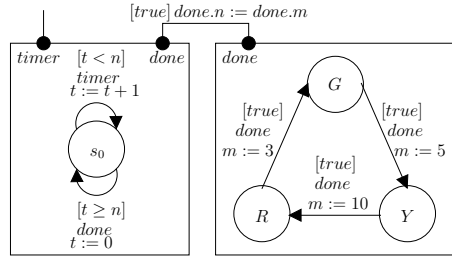 [true] done.n := done.m
timer
[t < n]
timer
t := t + 1
done
s₀
[t ≥ n]
done
t := 0
done
G
[true]
done
m := 3
[true]
done
m := 5
[true]
done
m := 10
R
Y